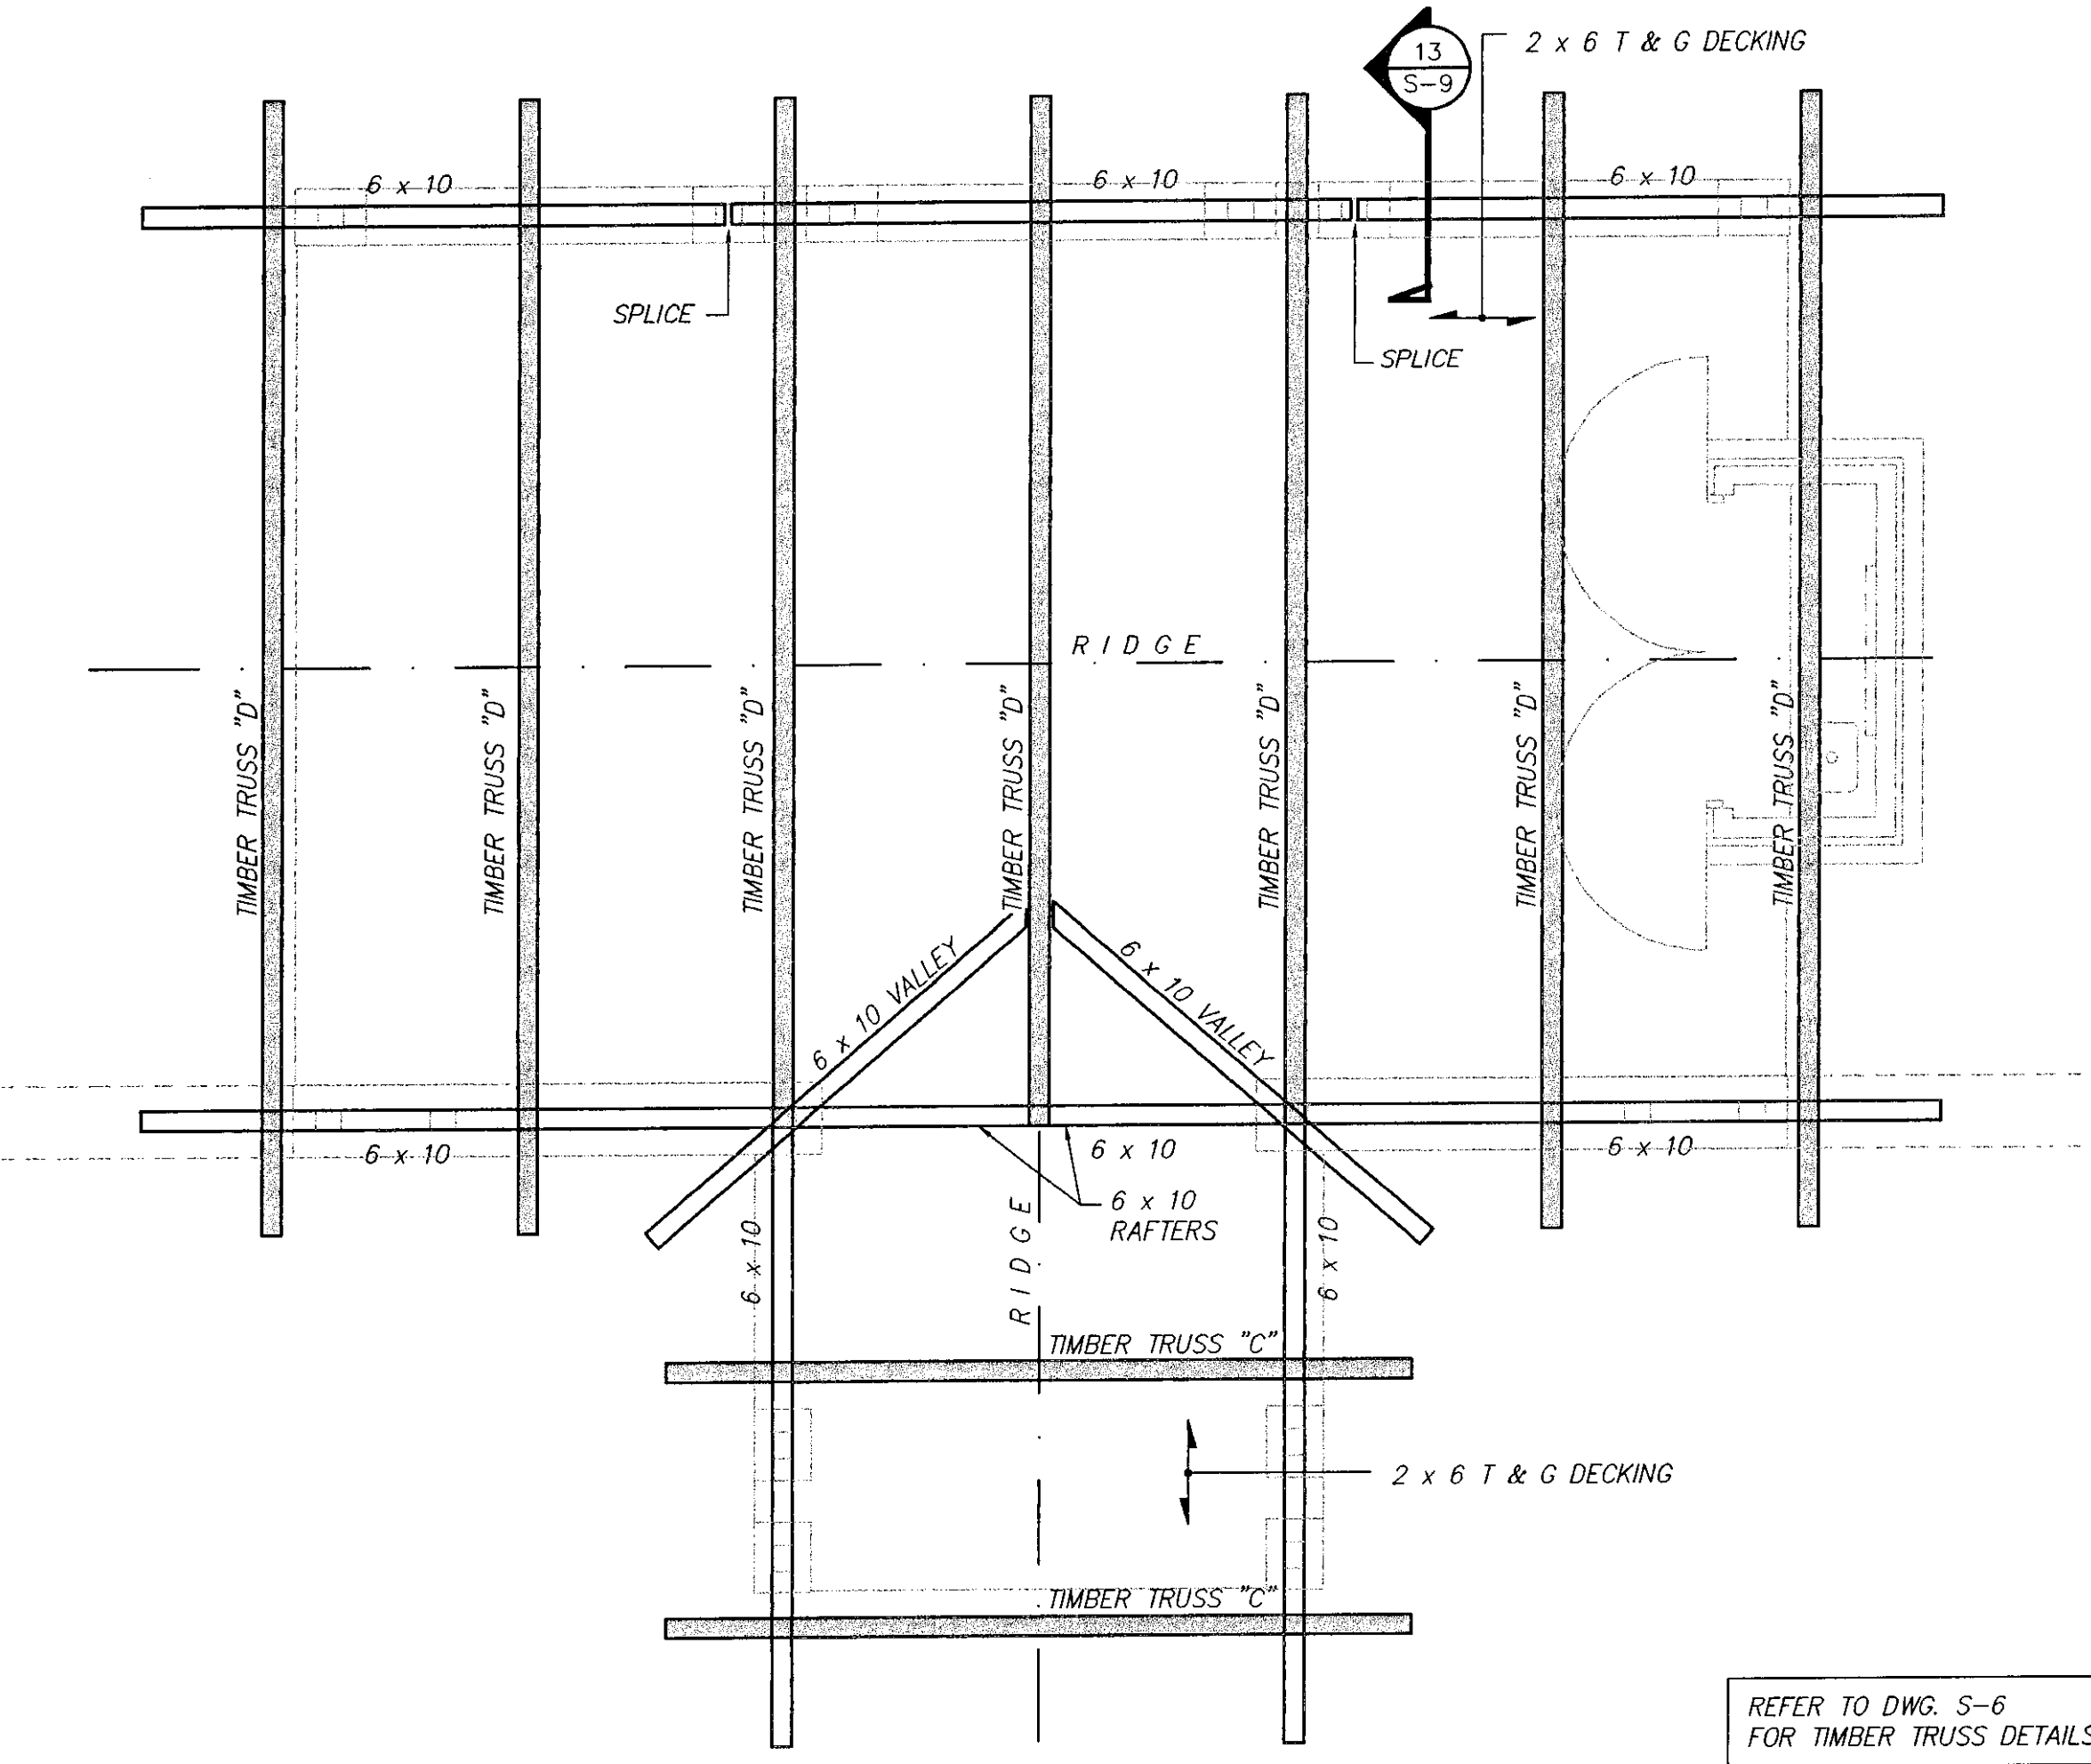 13
S-9
2 x 6 T & G DECKING
6 x 10
6 x 10
6 x 10
SPLICE
SPLICE
RIDGE
TIMBER TRUSS "D"
TIMBER TRUSS "D"
TIMBER TRUSS "D"
TIMBER TRUSS "D"
TIMBER TRUSS "D"
TIMBER TRUSS "D"
TIMBER TRUSS "D"
6 x 10 VALLEY
6 x 10 VALLEY
6 x 10
6 x 10
6 x 10
6 x 10
RAFTERS
6 x 10
RIDGE
6 x 10
TIMBER TRUSS "C"
2 x 6 T & G DECKING
TIMBER TRUSS "C"
REFER TO DWG. S-6
FOR TIMBER TRUSS DETAILS